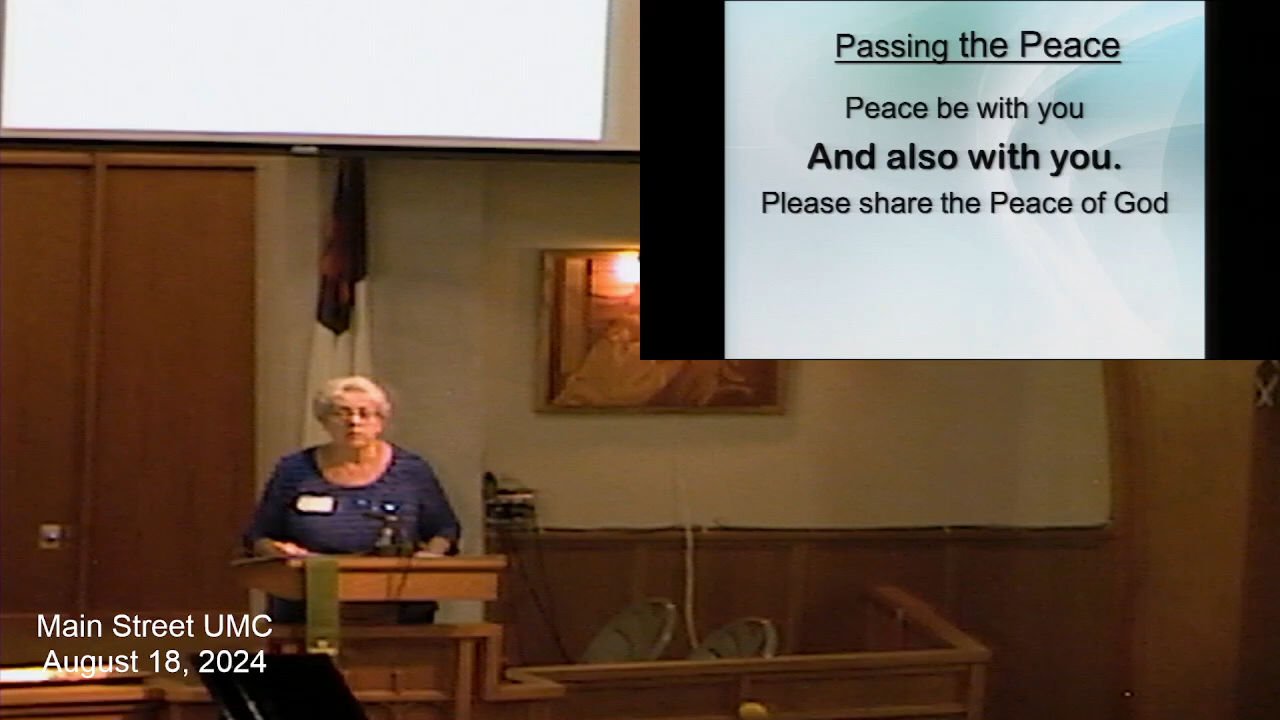 Passing the Peace
Peace be with you
And also with you.
Please share the Peace of God
Main Street UMC
August 18, 2024